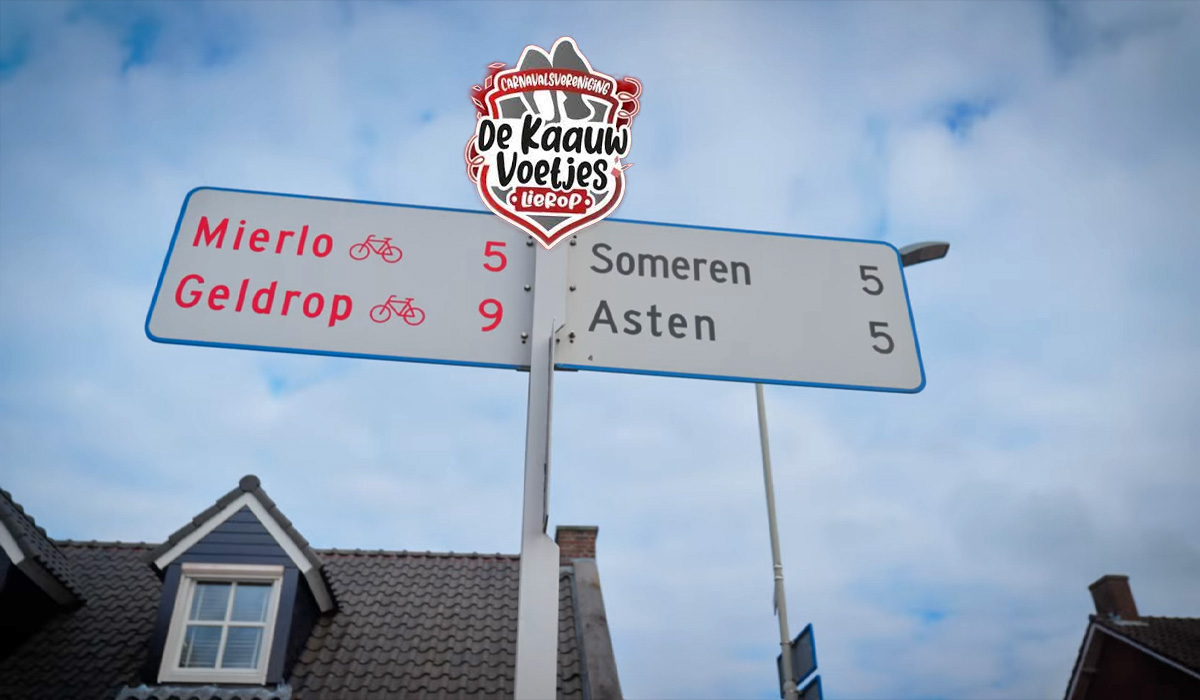 CARNAVALSVERENIGING
De Kaauw
Voetjes
LIEROP
Mierlo 5
Geldrop 9
Someren 5
Asten 5